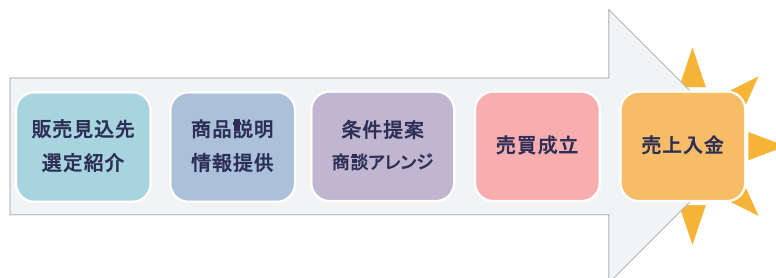 販売見込先
選定紹介
商品説明
情報提供
条件提案
商談アレンジ
売買成立
売上入金